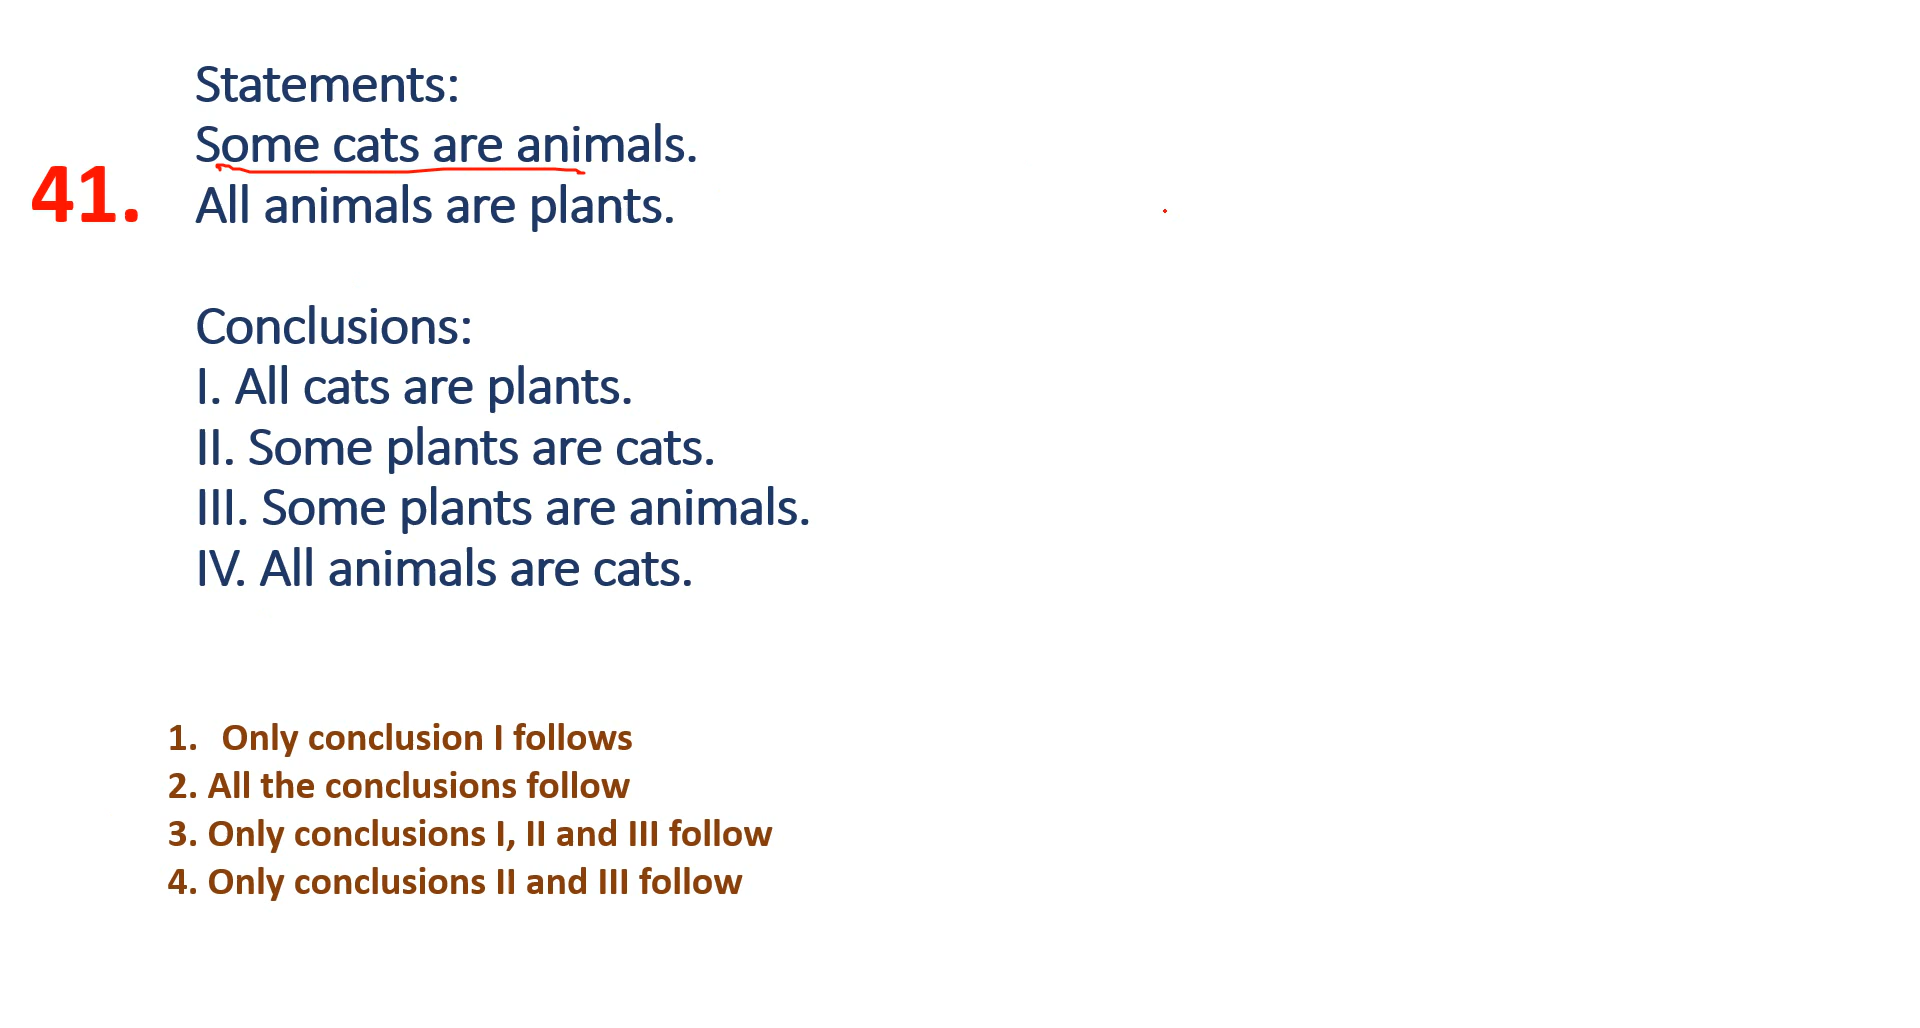 Statements:
Some cats are animals.
41.
All animals are plants.
Conclusions:
I. All cats are plants.
II. Some plants are cats.
III. Some plants are animals.
IV. All animals are cats.
1. Only conclusion I follows
2. All the conclusions follow
3. Only conclusions I, II and III follow
4. Only conclusions II and III follow